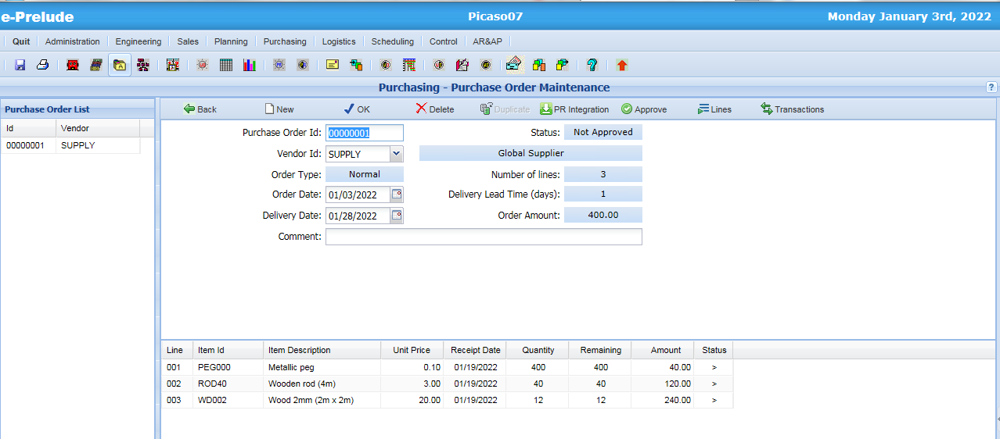 e-Prelude Picaso07 Monday January 3rd, 2022
Quit Administration Engineering Sales Planning Purchasing Logistics Scheduling Control AR&AP
Purchasing - Purchase Order Maintenance ?
Purchase Order List
Id Vendor
00000001 SUPPLY
Back New OK Delete Duplicate PR Integration Approve Lines Transactions
Purchase Order Id: 00000001 Status: Not Approved
Vendor Id: SUPPLY Global Supplier
Order Type: Normal Number of lines: 3
Order Date: 01/03/2022 Delivery Lead Time (days): 1
Delivery Date: 01/28/2022 Order Amount: 400.00
Comment:
Line Item Id Item Description Unit Price Receipt Date Quantity Remaining Amount Status
001 PEG000 Metallic peg 0.10 01/19/2022 400 400 40.00 >
002 ROD40 Wooden rod (4m) 3.00 01/19/2022 40 40 120.00 >
003 WD002 Wood 2mm (2m x 2m) 20.00 01/19/2022 12 12 240.00 >